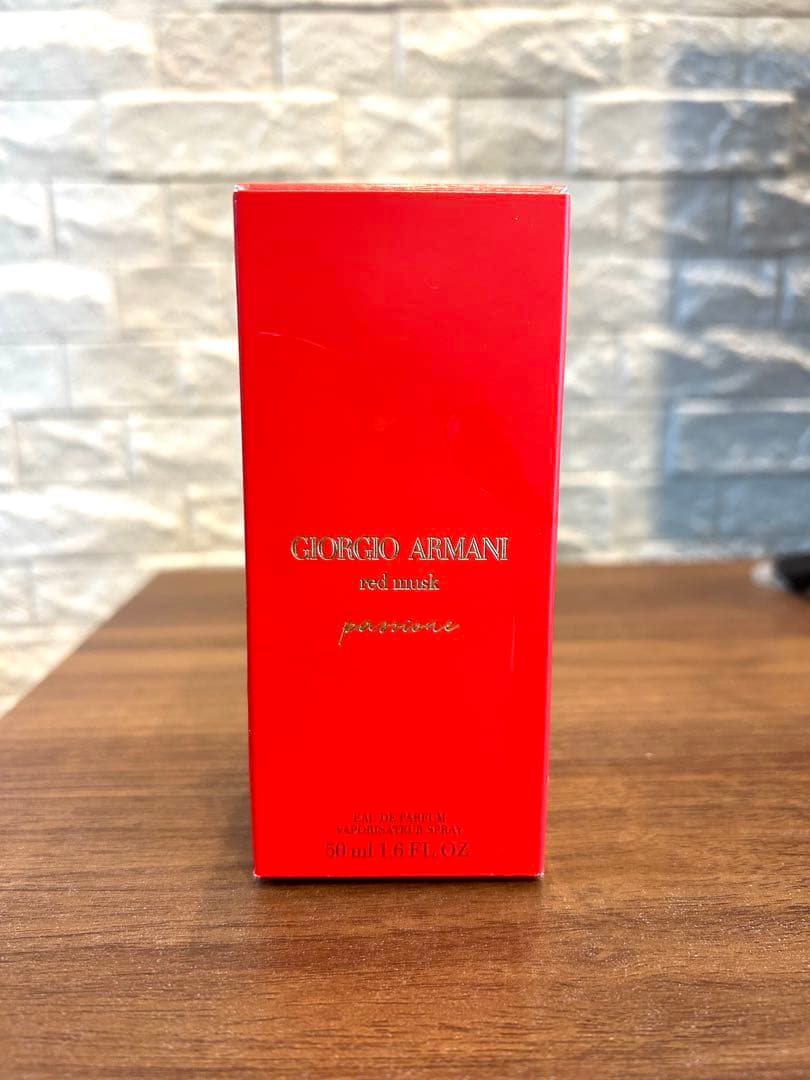 GIORGIO ARMANI
red musk
passione
EAU DE PARFUM
VAPORISATEUR SPRAY
50 ml 1.6 FL. OZ